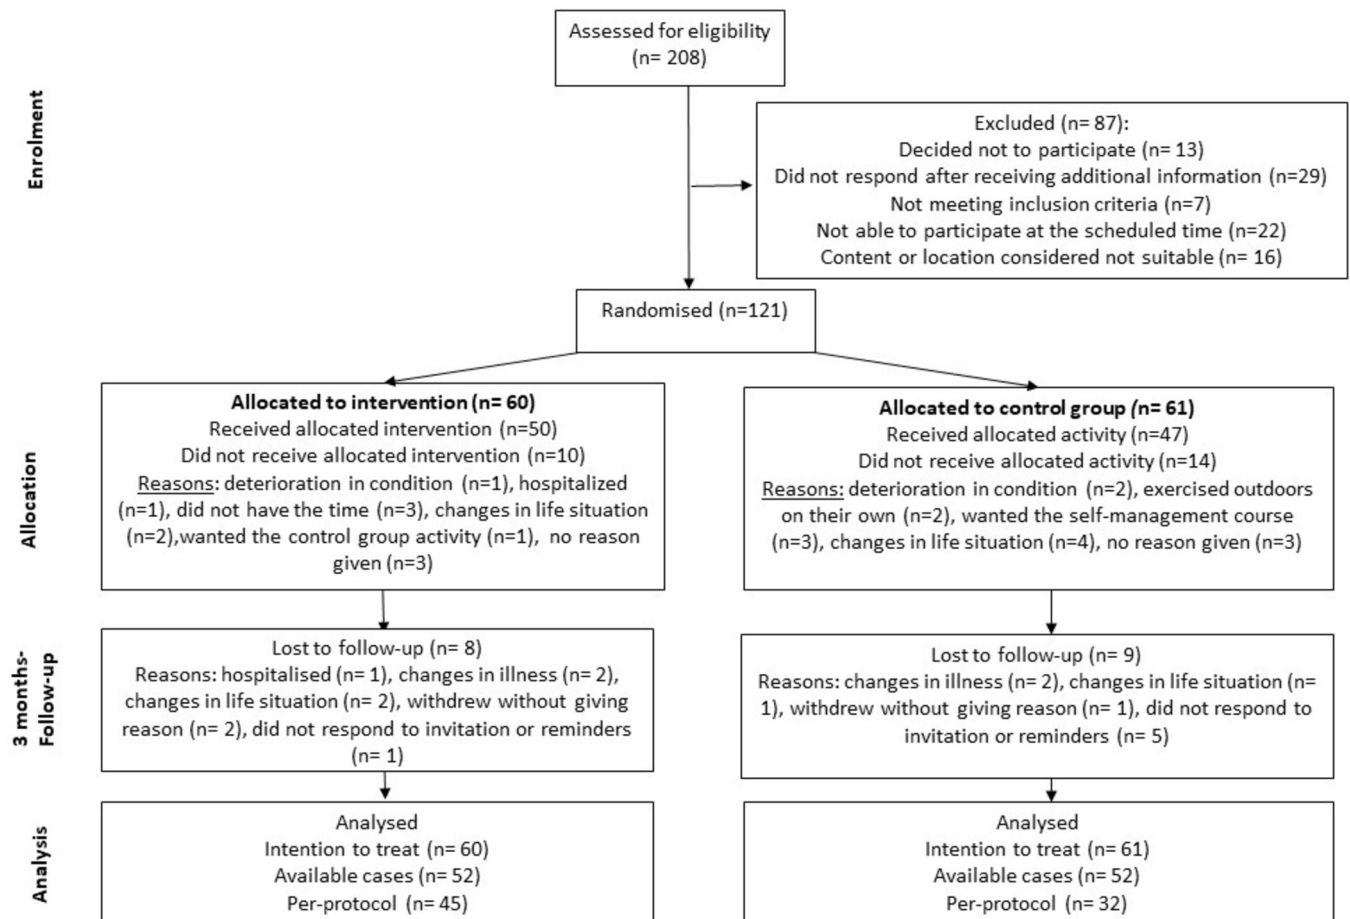 Assessed for eligibility
(n= 208)
Enrolment
Excluded (n= 87):
Decided not to participate (n= 13)
Did not respond after receiving additional information (n=29)
Not meeting inclusion criteria (n=7)
Not able to participate at the scheduled time (n=22)
Content or location considered not suitable (n= 16)
Randomised (n=121)
Allocation
Allocated to intervention (n= 60)
Received allocated intervention (n=50)
Did not receive allocated intervention (n=10)
Reasons: deterioration in condition (n=1), hospitalized
(n=1), did not have the time (n=3), changes in life situation
(n=2),wanted the control group activity (n=1), no reason
given (n=3)
Allocated to control group (n= 61)
Received allocated activity (n=47)
Did not receive allocated activity (n=14)
Reasons: deterioration in condition (n=2), exercised outdoors
on their own (n=2), wanted the self-management course
(n=3), changes in life situation (n=4), no reason given (n=3)
3 months-
Follow-up
Lost to follow-up (n= 8)
Reasons: hospitalised (n= 1), changes in illness (n= 2),
changes in life situation (n= 2), withdrew without giving
reason (n= 2), did not respond to invitation or reminders
(n= 1)
Lost to follow-up (n= 9)
Reasons: changes in illness (n= 2), changes in life situation (n=
1), withdrew without giving reason (n= 1), did not respond to
invitation or reminders (n= 5)
Analysis
Analysed
Intention to treat (n= 60)
Available cases (n= 52)
Per-protocol (n= 45)
Analysed
Intention to treat (n= 61)
Available cases (n= 52)
Per-protocol (n= 32)